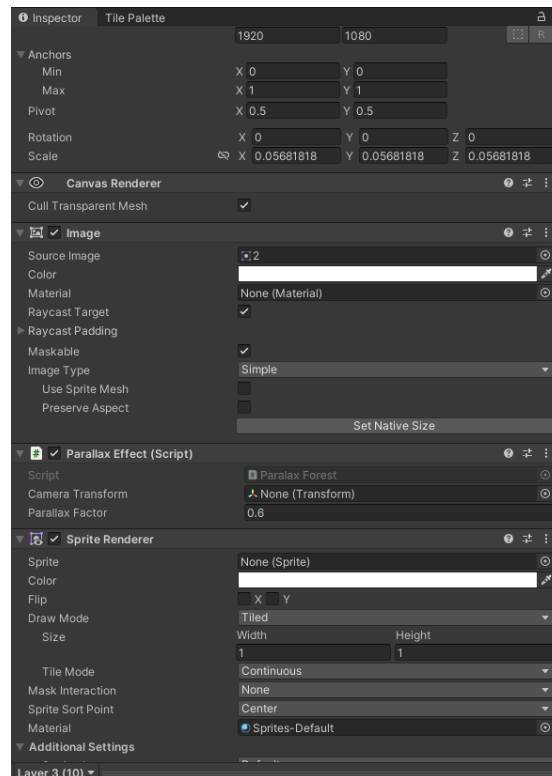 Inspector Tile Palette
1920 1080
R
Anchors
Min X 0 Y 0
Max X 1 Y 1
Pivot X 0.5 Y 0.5
Rotation X 0 Y 0 Z 0
Scale X 0.05681818 Y 0.05681818 Z 0.05681818
Canvas Renderer
Cull Transparent Mesh
Image
Source Image 2
Color
Material None (Material)
Raycast Target
Raycast Padding
Maskable
Image Type Simple
Use Sprite Mesh
Preserve Aspect
Set Native Size
Parallax Effect (Script)
Script Paralax Forest
Camera Transform None (Transform)
Parallax Factor 0.6
Sprite Renderer
Sprite None (Sprite)
Color
Flip X Y
Draw Mode Tiled
Size Width Height
1 1
Tile Mode Continuous
Mask Interaction None
Sprite Sort Point Center
Material Sprites-Default
Additional Settings
Layer 3 (10)